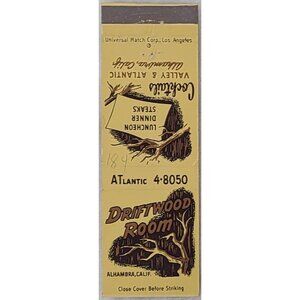 Universal Match Corp., Los Angeles
©
Alhambra, Calif.
VALLEY & ATLANTIC
Cocktails
LUNCHEON
DINNER
STEAKS
184
ATLANTIC 4-8050
DRIFTWOOD
ROOM
ALHAMBRA, CALIF.
Close Cover Before Striking